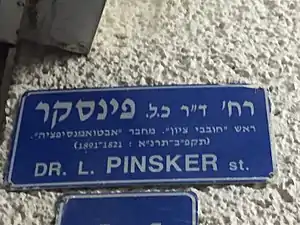 רח' ד"ר כ.ל. פינסקר
ראש "חובבי ציון". מחבר "אבטואמנסיפציה".
(תקפ"ב-תרנ"א : 1891-1821)
DR. L. PINSKER st.